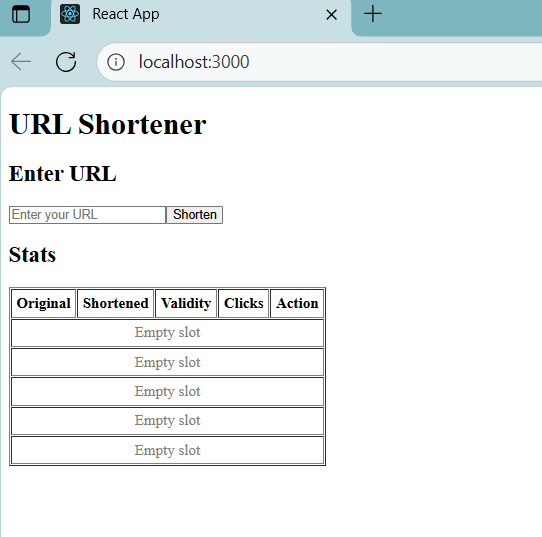 React App
localhost:3000
URL Shortener
Enter URL
Enter your URL Shorten
Stats
Original Shortened Validity Clicks Action
Empty slot
Empty slot
Empty slot
Empty slot
Empty slot